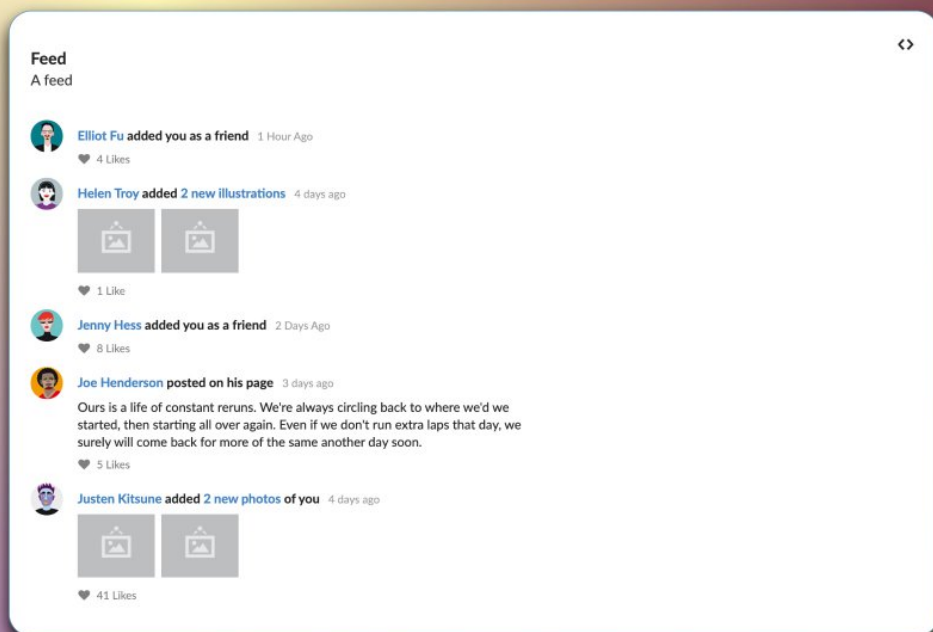 Feed
A feed
Elliot Fu added you as a friend 1 Hour Ago
4 Likes
Helen Troy added 2 new illustrations 4 days ago
1 Like
Jenny Hess added you as a friend 2 Days Ago
8 Likes
Joe Henderson posted on his page 3 days ago
Ours is a life of constant reruns. We're always circling back to where we'd we
started, then starting all over again. Even if we don't run extra laps that day, we
surely will come back for more of the same another day soon.
5 Likes
Justen Kitsune added 2 new photos of you 4 days ago
41 Likes